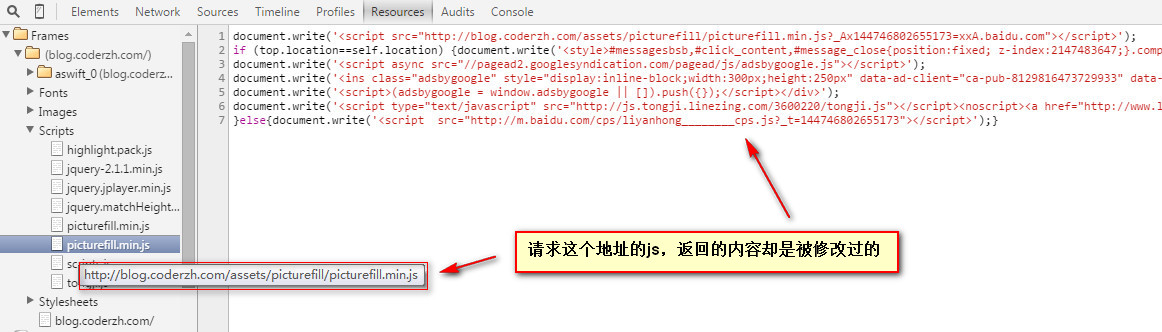 Elements Network Sources Timeline Profiles Resources Audits Console
Frames
(blog.coderzh.com/)
aswift_0 (blog.coderz...
Fonts
Images
Scripts
highlight.pack.js
jquery-2.1.1.min.js
jquery.jplayer.min.js
jquery.matchHeight...
picturefill.min.js
picturefill.min.js
http://blog.coderzh.com/assets/picturefill/picturefill.min.js
Stylesheets
blog.coderzh.com/
1 document.write('<script src="http://blog.coderzh.com/assets/picturefill/picturefill.min.js?_Ax144746802655173=xxA.baidu.com"></script>');
2 if (top.location==self.location) {document.write('<style>#messagesbsb,#click_content,#message_close{position:fixed; z-index:2147483647;}.comp
3 document.write('<script async src="//pagead2.googlesyndication.com/pagead/js/adsbygoogle.js"></script>');
4 document.write('<ins class="adsbygoogle" style="display:inline-block;width:300px;height:250px" data-ad-client="ca-pub-8129816473729933" data-
5 document.write('<script>(adsbygoogle = window.adsbygoogle || []).push({});</script></div>');
6 document.write('<script type="text/javascript" src="http://js.tongji.linezing.com/3600220/tongji.js"></script><noscript><a href="http://www.l
7 }else{document.write('<script  src="http://m.baidu.com/cps/liyanhong________cps.js?_t=144746802655173"></script>');}
请求这个地址的js，返回的内容却是被修改过的